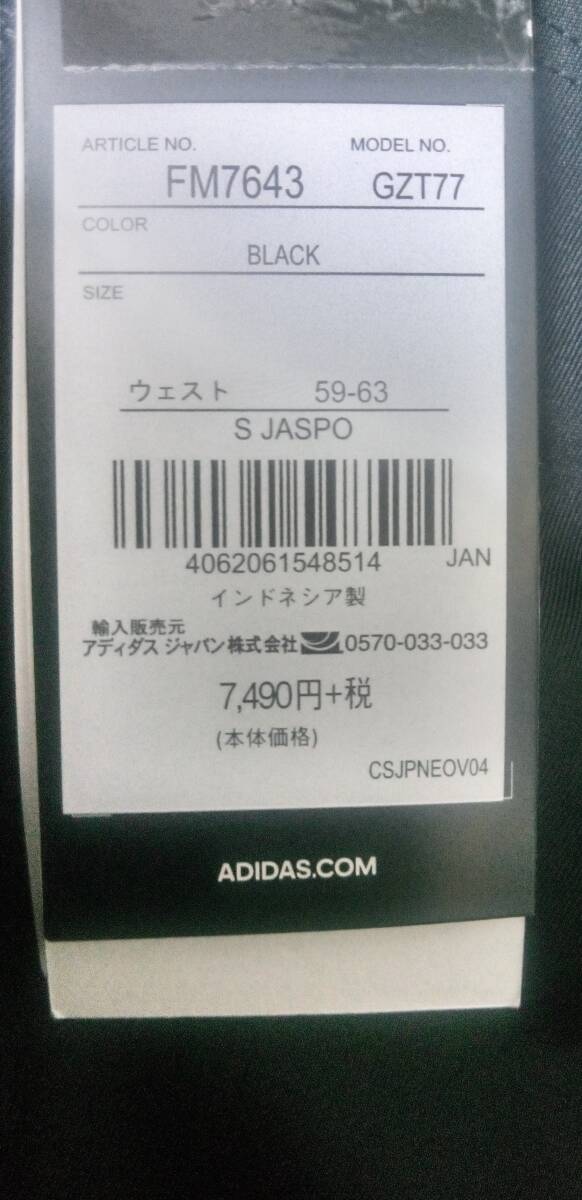 ARTICLE NO. MODEL NO.
FM7643 GZT77
COLOR
BLACK
SIZE
ウェスト 59-63
S JASPO
4062061548514 JAN
インドネシア製
輸入販売元
アディダス ジャパン株式会社 0570-033-033
7,490円+税
(本体価格)
CSJPNEOV04
ADIDAS.COM